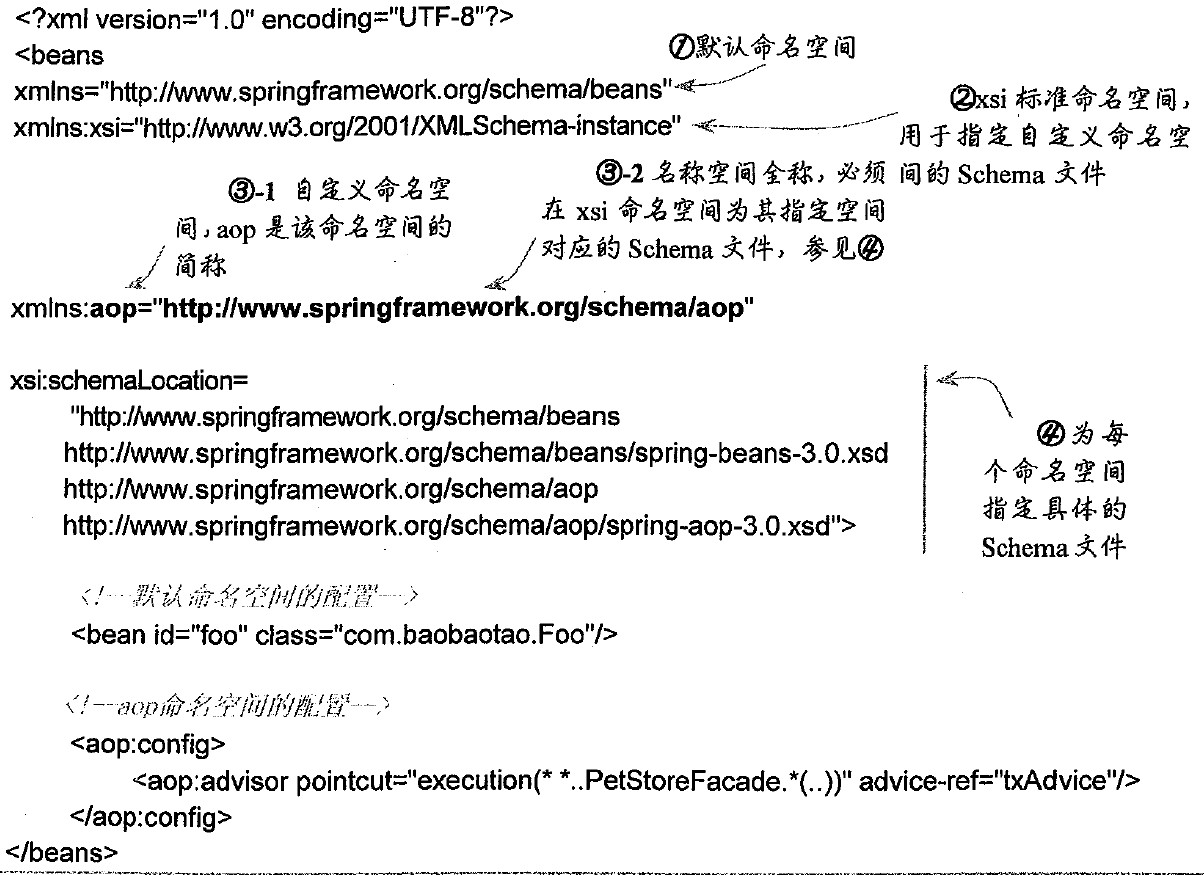 <?xml version="1.0" encoding="UTF-8"?>
<beans
①默认命名空间
xmlns="http://www.springframework.org/schema/beans"
xmlns:xsi="http://www.w3.org/2001/XMLSchema-instance"
②xsi 标准命名空间,
用于指定自定义命名空
间的 Schema 文件
③-1 自定义命名空
间,aop 是该命名空间的
简称
③-2 名称空间全称,必须
在 xsi 命名空间为其指定空间
对应的 Schema 文件,参见④
xmlns:aop="http://www.springframework.org/schema/aop"
xsi:schemaLocation=
"http://www.springframework.org/schema/beans
http://www.springframework.org/schema/beans/spring-beans-3.0.xsd
http://www.springframework.org/schema/aop
http://www.springframework.org/schema/aop/spring-aop-3.0.xsd">
④为每
个命名空间
指定具体的
Schema 文件
<!--默认命名空间的配置-->
<bean id="foo" class="com.baobaotao.Foo"/>
<!--aop命名空间的配置-->
<aop:config>
<aop:advisor pointcut="execution(* *..PetStoreFacade.*(..))" advice-ref="txAdvice"/>
</aop:config>
</beans>